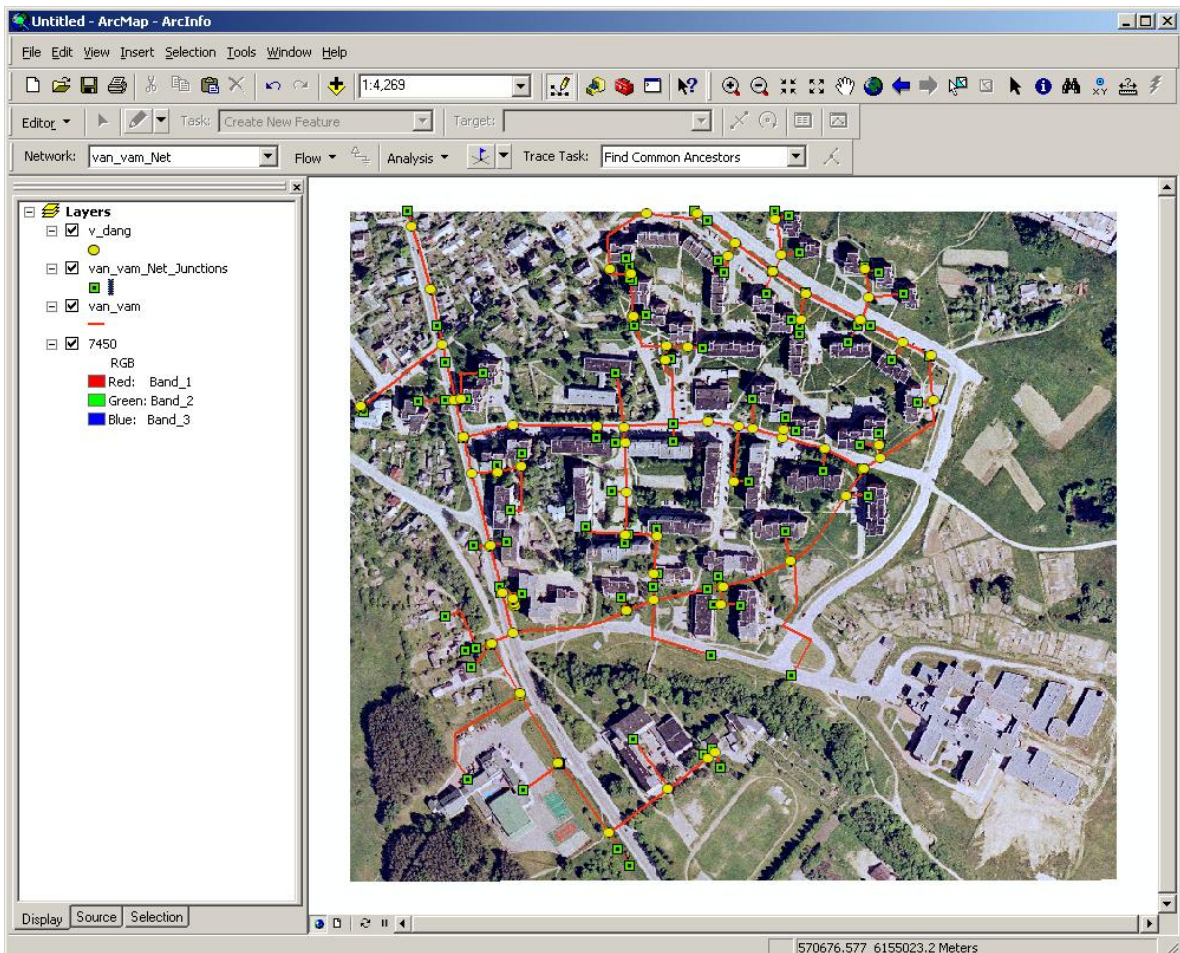 Untitled - ArcMap - ArcInfo
File Edit View Insert Selection Tools Window Help
1:4,269
Editor Task: Create New Feature Target:
Network: van_vam_Net Flow Analysis Trace Task: Find Common Ancestors
Layers
v_dang
van_vam_Net_Junctions
van_vam
7450
RGB
Red: Band_1
Green: Band_2
Blue: Band_3
Display Source Selection
570676.577 6155023.2 Meters